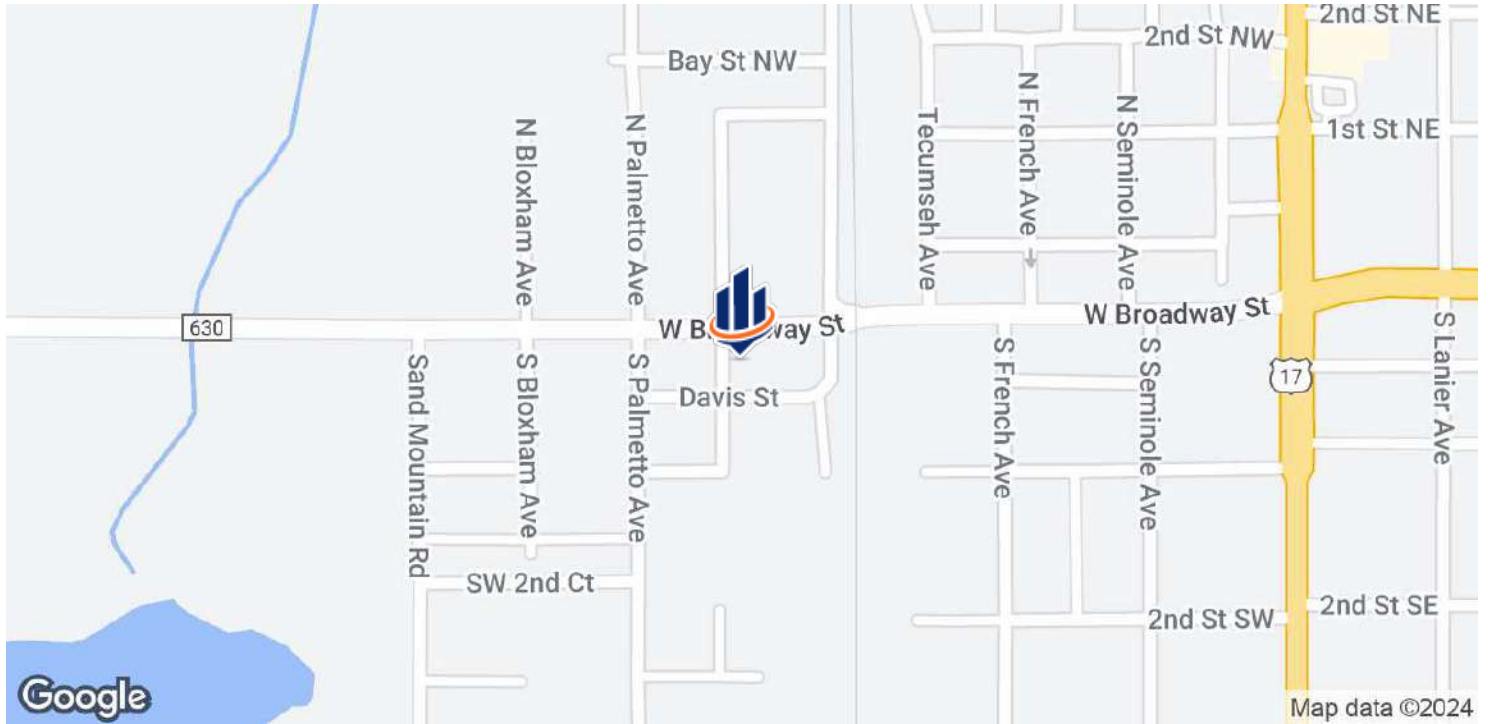 2nd St NE
2nd St NW
Bay St NW
N Bloxham Ave
N Palmetto Ave
Tecumseh Ave
N French Ave
N Seminole Ave
1st St NE
630
W B way St
W Broadway St
17
Sand Mountain Rd
S Bloxham Ave
S Palmetto Ave
Davis St
S French Ave
S Seminole Ave
S Lanier Ave
SW 2nd Ct
2nd St SW
2nd St SE
Google
Map data ©2024